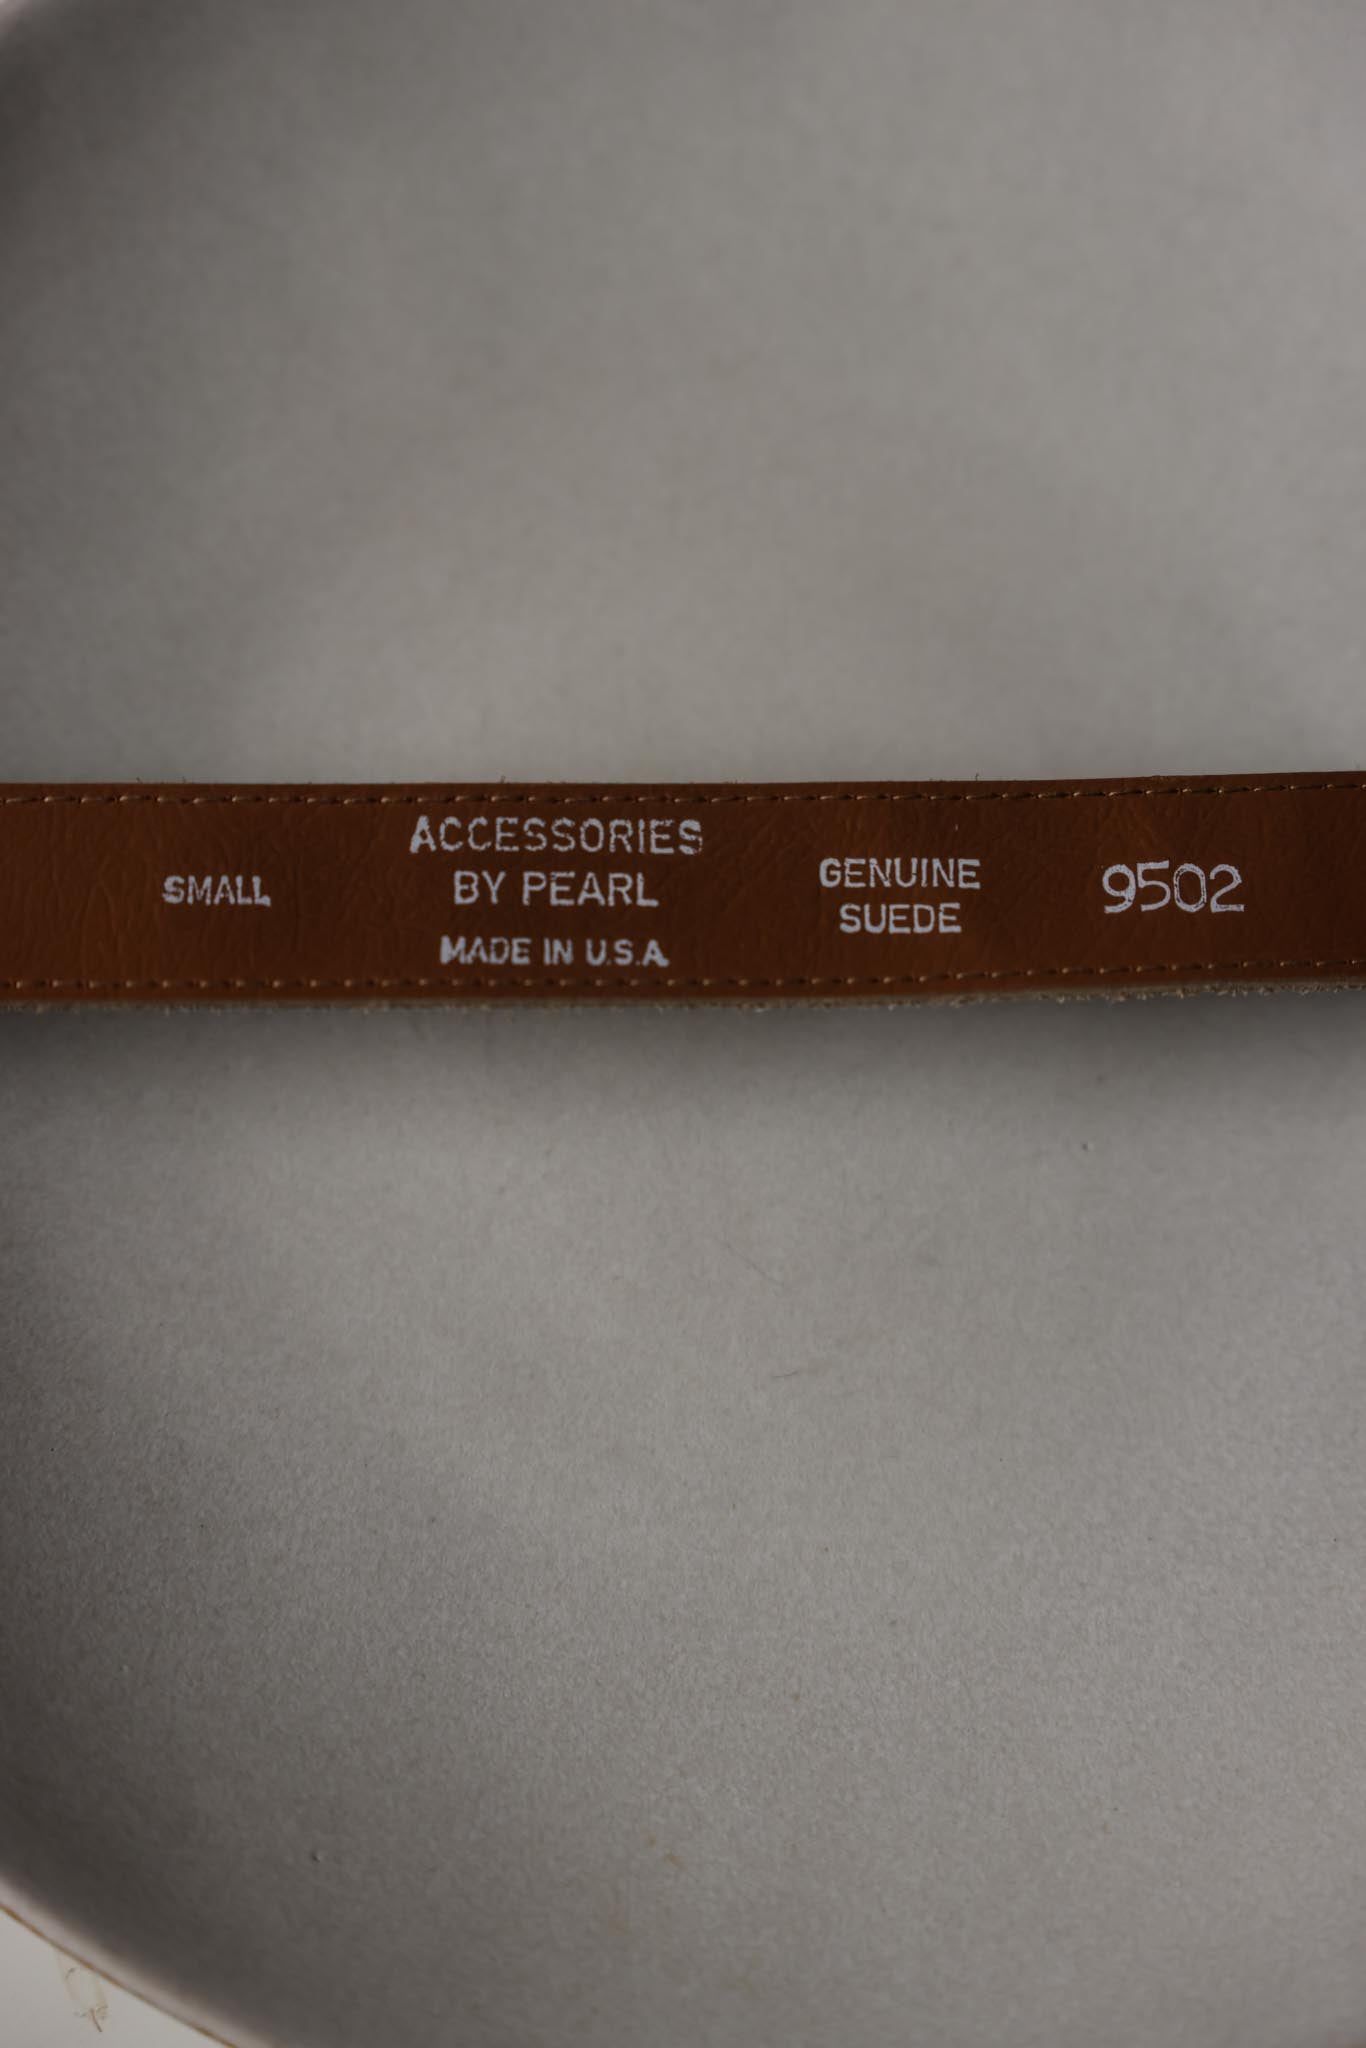 SMALL
ACCESSORIES
BY PEARL
MADE IN U.S.A.
GENUINE
SUEDE
9502